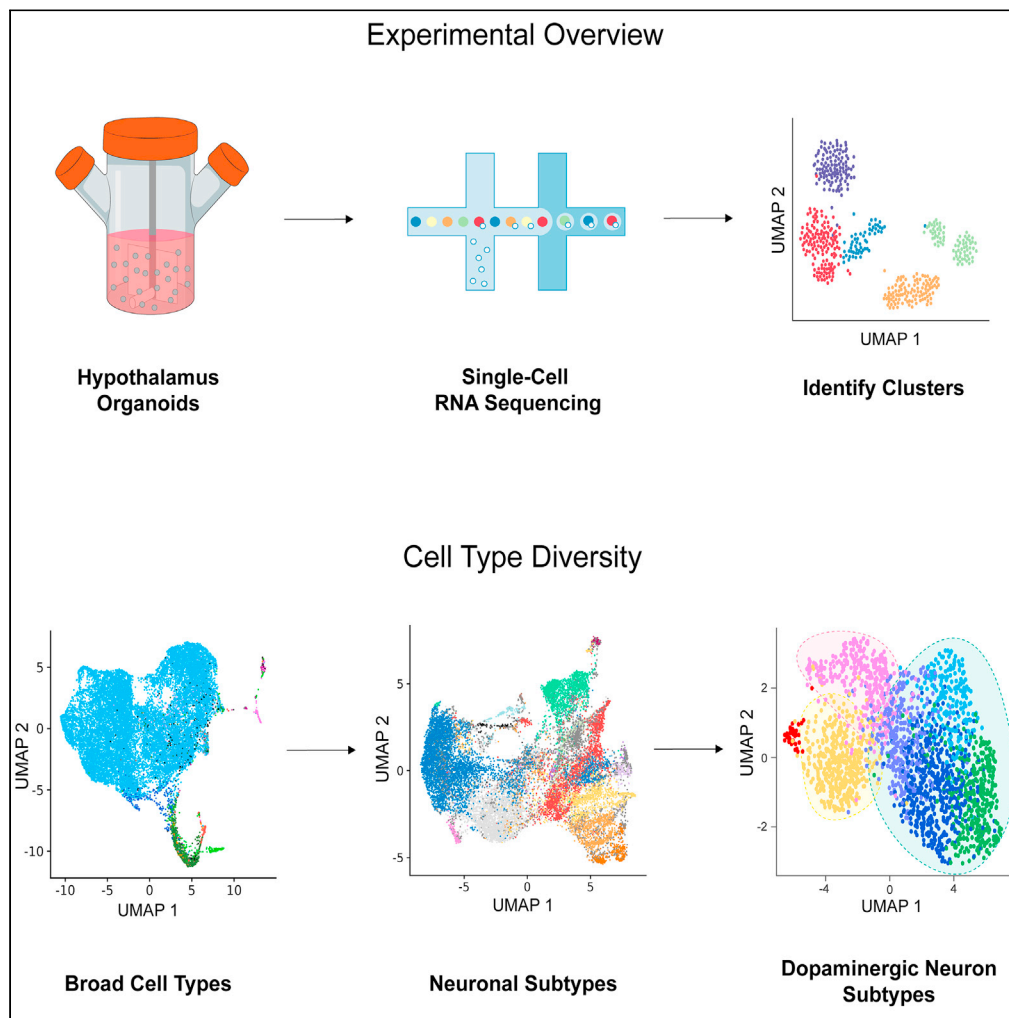 Experimental Overview
UMAP 2
UMAP 1
Hypothalamus
Organoids
Single-Cell
RNA Sequencing
Identify Clusters
Cell Type Diversity
UMAP 2
5
0
-5
-10
-10
-5
0
5
10
UMAP 1
UMAP 2
5
0
-5
-5
0
5
UMAP 1
UMAP 2
2
0
-2
-4
0
4
UMAP 1
Broad Cell Types
Neuronal Subtypes
Dopaminergic Neuron
Subtypes